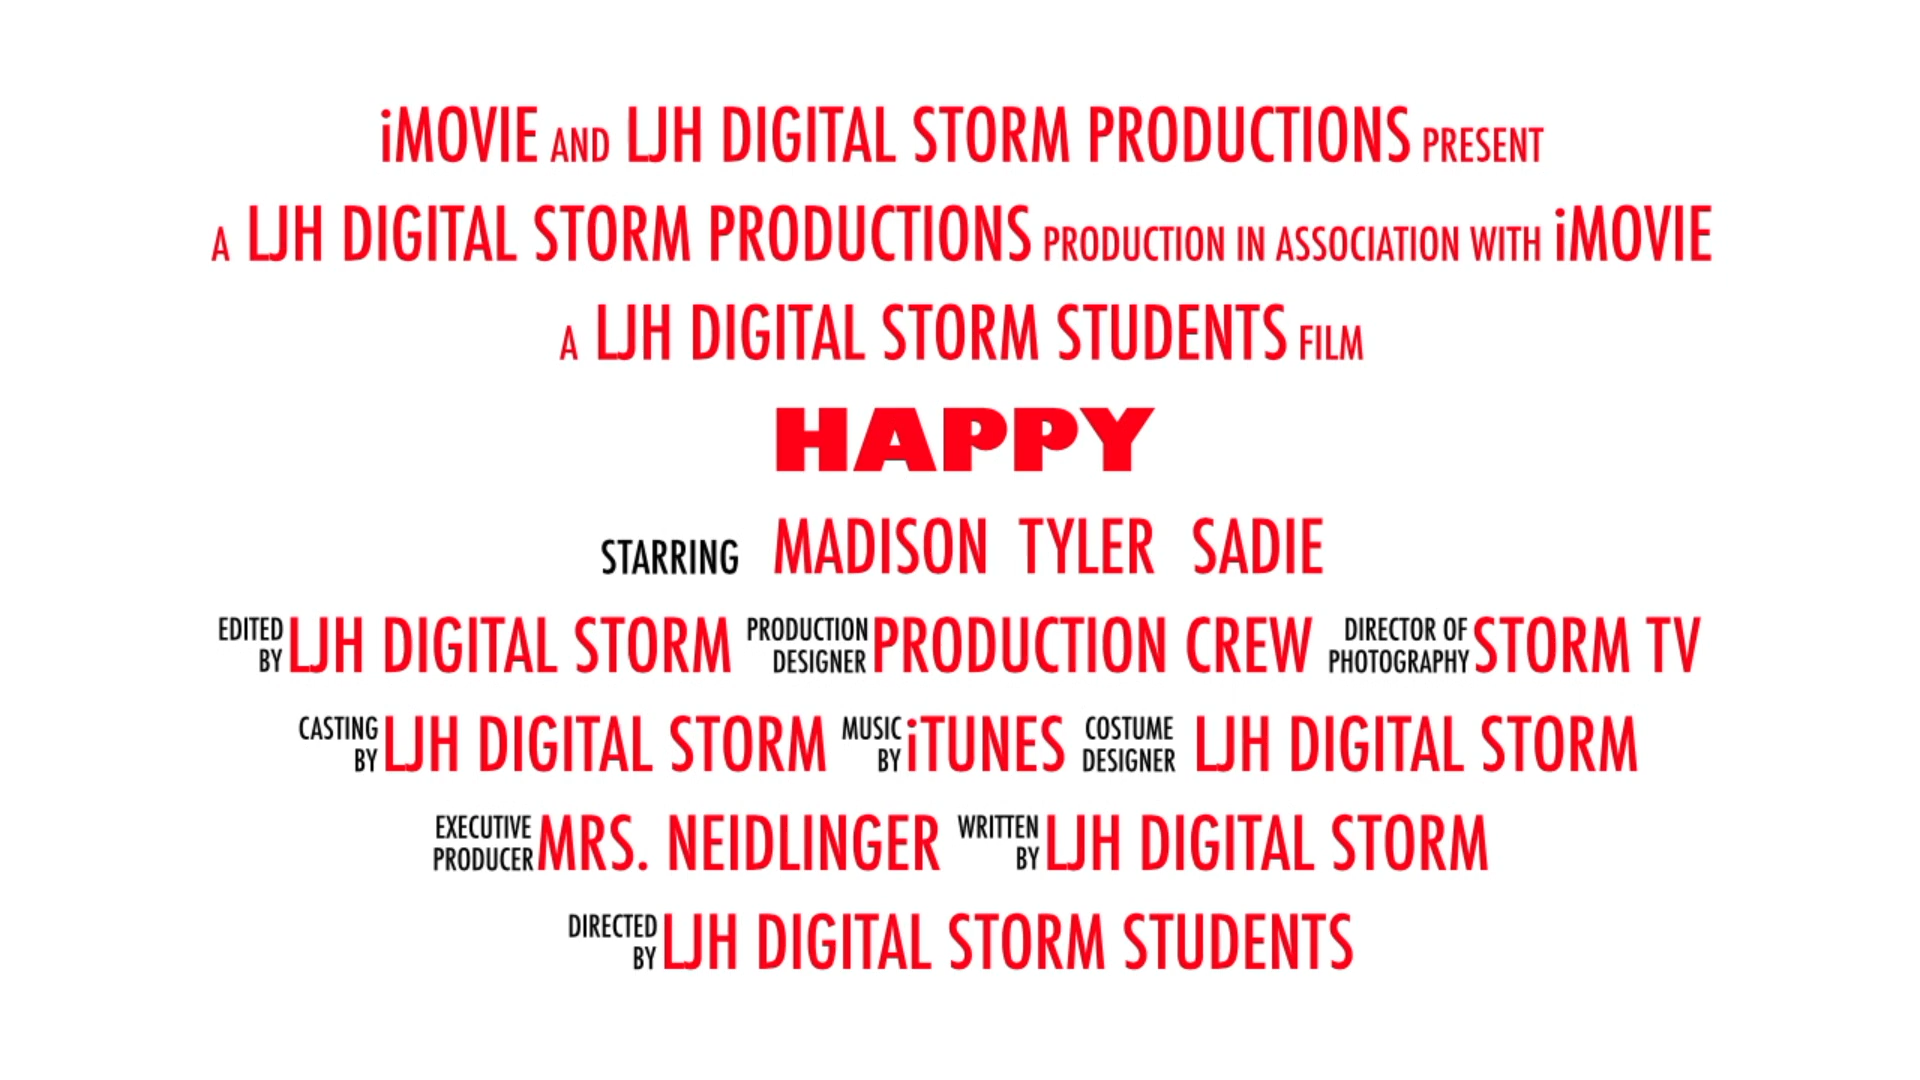 iMOVIE AND LJH DIGITAL STORM PRODUCTIONS PRESENT
A LJH DIGITAL STORM PRODUCTIONS PRODUCTION IN ASSOCIATION WITH iMOVIE
A LJH DIGITAL STORM STUDENTS FILM
HAPPY
STARRING MADISON TYLER SADIE
EDITED BY LJH DIGITAL STORM PRODUCTION DESIGNER PRODUCTION CREW DIRECTOR OF PHOTOGRAPHY STORM TV
CASTING BY LJH DIGITAL STORM MUSIC BY iTUNES COSTUME DESIGNER LJH DIGITAL STORM
EXECUTIVE PRODUCER MRS. NEIDLINGER WRITTEN BY LJH DIGITAL STORM
DIRECTED BY LJH DIGITAL STORM STUDENTS